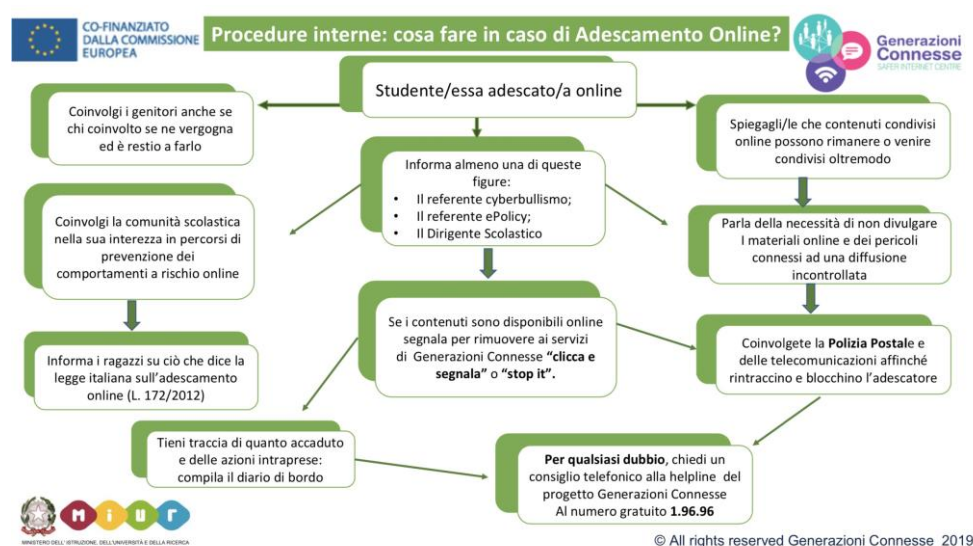 CO-FINANZIATO
DALLA COMMISSIONE
EUROPEA
Procedure interne: cosa fare in caso di Adescamento Online?
Generazioni
Connesse
SAFER INTERNET CENTRE
Studente/essa adescato/a online
Coinvolgi i genitori anche se
chi coinvolto se ne vergogna
ed è restio a farlo
Informa almeno una di queste
figure:
• Il referente cyberbullismo;
• Il referente ePolicy;
• Il Dirigente Scolastico
Spiegagli/le che contenuti condivisi
online possono rimanere o venire
condivisi oltremodo
Coinvolgi la comunità scolastica
nella sua interezza in percorsi di
prevenzione dei
comportamenti a rischio online
Parla della necessità di non divulgare
I materiali online e dei pericoli
connessi ad una diffusione
incontrollata
Se i contenuti sono disponibili online
segnala per rimuovere ai servizi
di Generazioni Connesse “clicca e
segnala” o “stop it”.
Informa i ragazzi su ciò che dice la
legge italiana sull’adescamento
online (L. 172/2012)
Coinvolgete la Polizia Postale e
delle telecomunicazioni affinché
rintraccino e blocchino l’adescatore
Tieni traccia di quanto accaduto
e delle azioni intraprese:
compila il diario di bordo
Per qualsiasi dubbio, chiedi un
consiglio telefonico alla helpline del
progetto Generazioni Connesse
Al numero gratuito 1.96.96
miur
MINISTERO DELL’ISTRUZIONE, DELL’UNIVERSITÀ E DELLA RICERCA
© All rights reserved Generazioni Connesse 2019